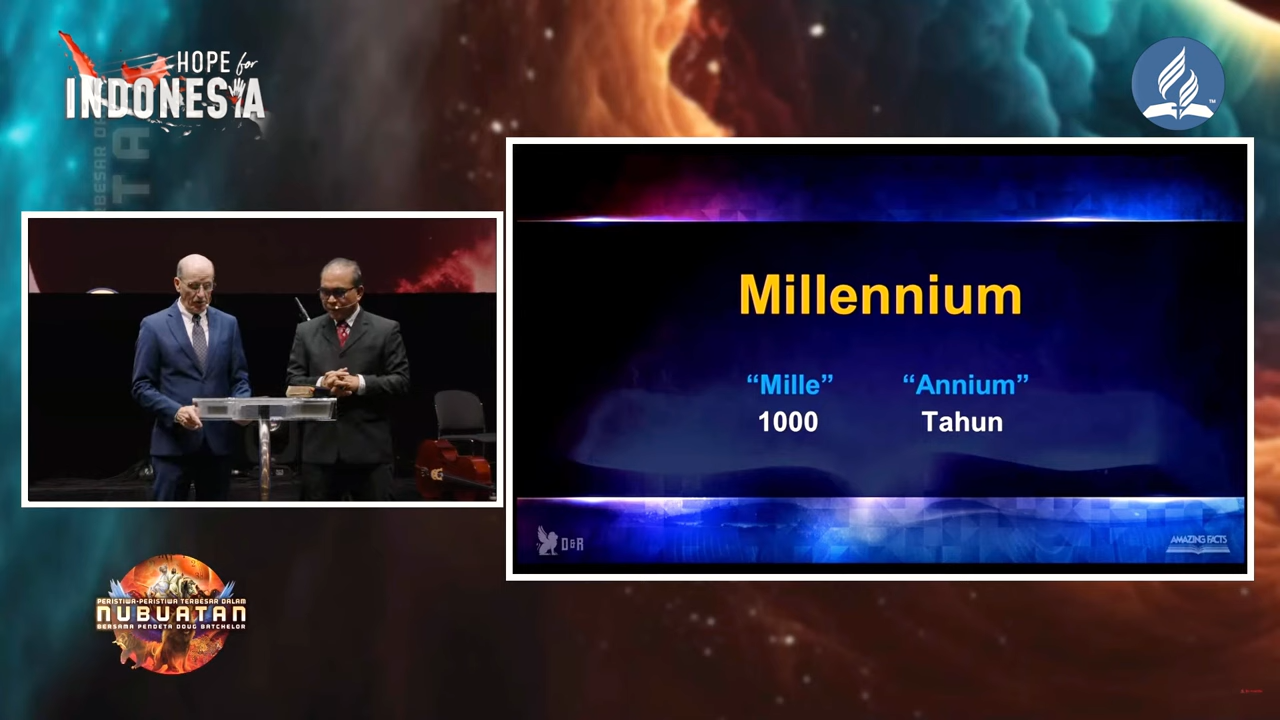 HOPE for
INDONESIA
TM
Millennium
“Mille” “Annium”
1000 Tahun
D&R
AMAZING FACTS
PERISTIWA-PERISTIWA TERBESAR DALAM
NUBUATAN
BERSAMA PENDETA DOUG BATCHELOR